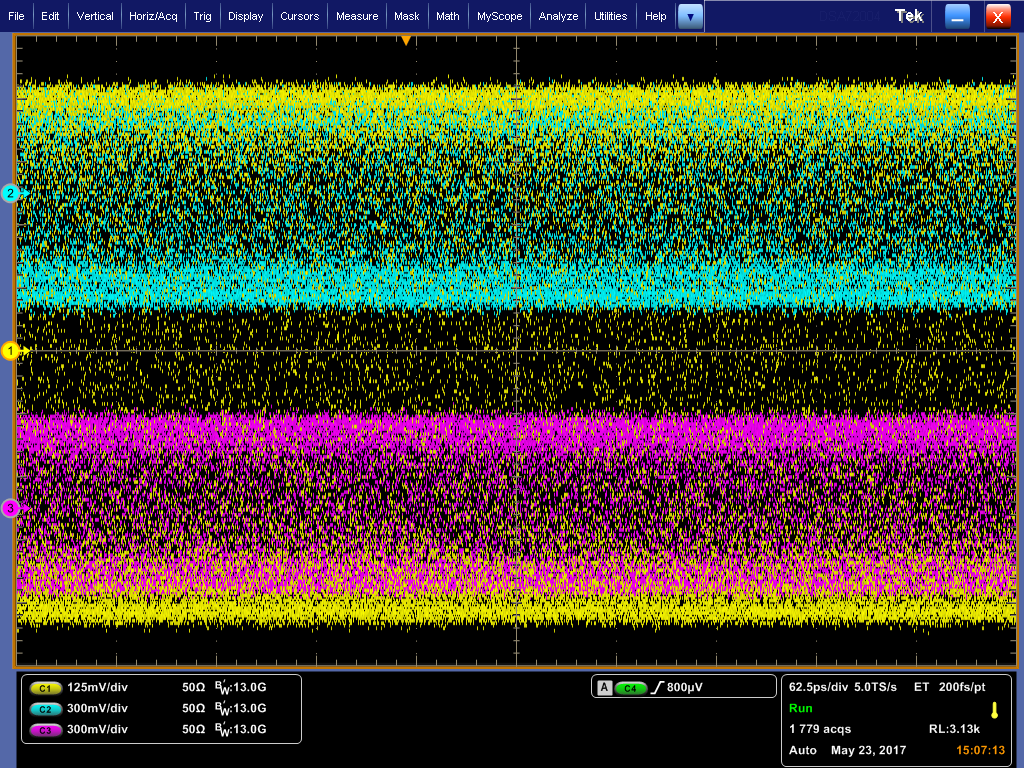 File Edit Vertical Horiz/Acq Trig Display Cursors Measure Mask Math MyScope Analyze Utilities Help Tek X
2
1
3
C1 125mV/div 50Ω BW:13.0G
C2 300mV/div 50Ω BW:13.0G
C3 300mV/div 50Ω BW:13.0G
A C4 800µV
62.5ps/div 5.0TS/s ET 200fs/pt
Run
1 779 acqs RL:3.13k
Auto May 23, 2017 15:07:13